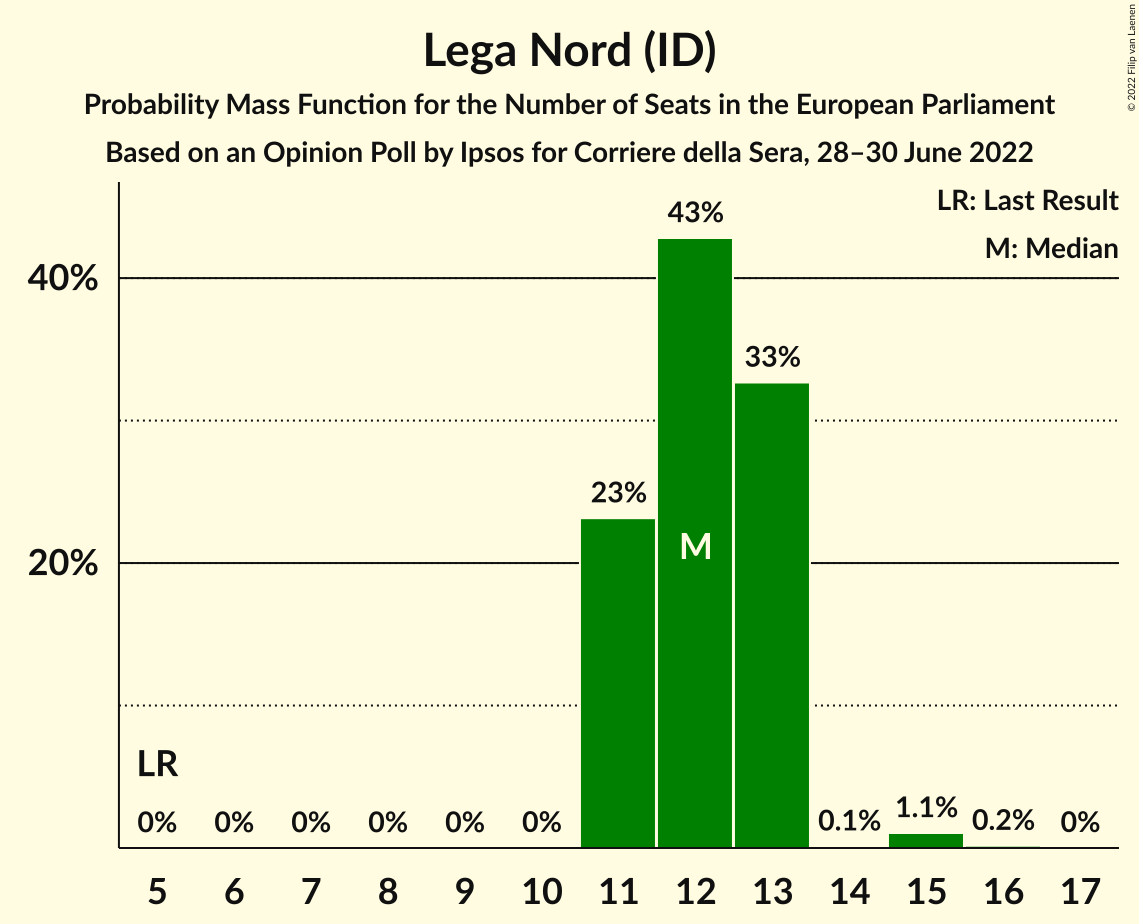 Lega Nord (ID)
Probability Mass Function for the Number of Seats in the European Parliament
Based on an Opinion Poll by Ipsos for Corriere della Sera, 28–30 June 2022
© 2022 Filip van Laenen
LR: Last Result
M: Median
43%
40%
33%
23%
M
20%
LR
0% 0% 0% 0% 0% 0% 0.1% 1.1% 0.2% 0%
5 6 7 8 9 10 11 12 13 14 15 16 17